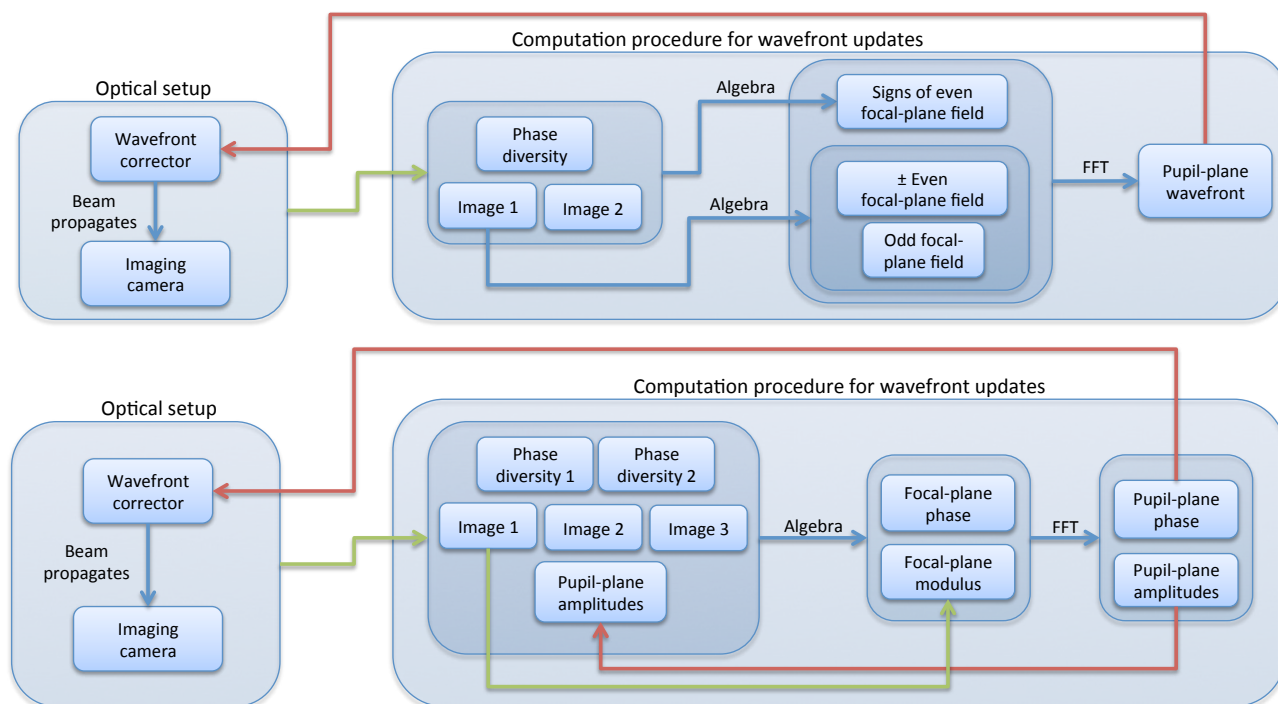 Computation procedure for wavefront updates
Optical setup
Wavefront
corrector
Beam
propagates
Imaging
camera
Phase
diversity
Image 1
Image 2
Algebra
Algebra
Signs of even
focal-plane field
± Even
focal-plane field
Odd focal-
plane field
FFT
Pupil-plane
wavefront
Computation procedure for wavefront updates
Optical setup
Wavefront
corrector
Beam
propagates
Imaging
camera
Phase
diversity 1
Phase
diversity 2
Image 1
Image 2
Image 3
Pupil-plane
amplitudes
Algebra
Focal-plane
phase
Focal-plane
modulus
FFT
Pupil-plane
phase
Pupil-plane
amplitudes